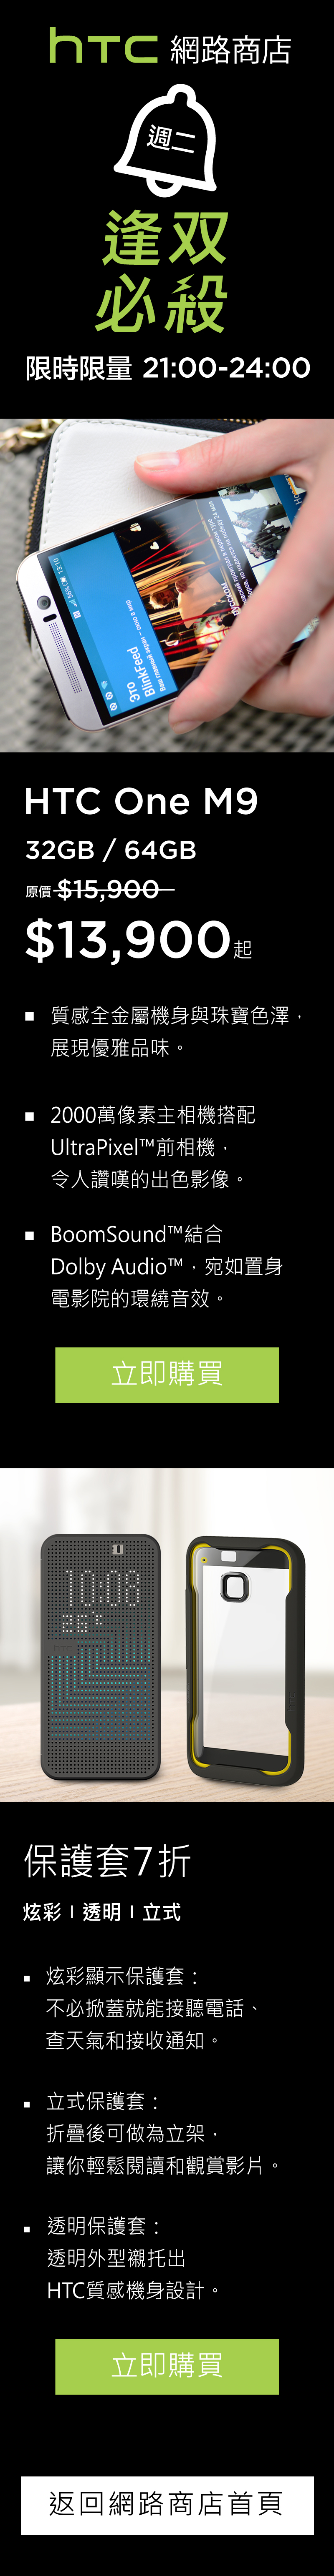 hTC 網路商店
週二
逢双
必殺
限時限量 21:00-24:00
13:10
56%
Это
BlinkFeed
HTC One M9
32GB / 64GB
原價 $15,900
$13,900起
■ 質感全金屬機身與珠寶色澤，
展現優雅品味。
■ 2000萬像素主相機搭配
UltraPixel™前相機，
令人讚嘆的出色影像。
■ BoomSound™結合
Dolby Audio™，宛如置身
電影院的環繞音效。
立即購買
10:08
保護套7折
炫彩 I 透明 I 立式
■ 炫彩顯示保護套：
不必掀蓋就能接聽電話、
查天氣和接收通知。
■ 立式保護套：
折疊後可做為立架，
讓你輕鬆閱讀和觀賞影片。
■ 透明保護套：
透明外型襯托出
HTC質感機身設計。
立即購買
返回網路商店首頁